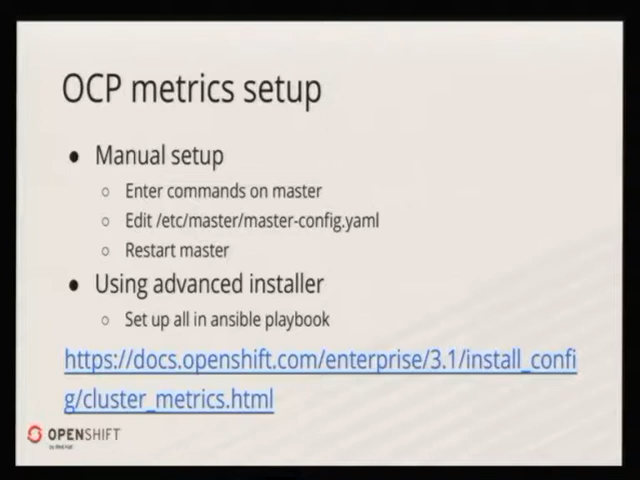 OCP metrics setup
● Manual setup
○ Enter commands on master
○ Edit /etc/master/master-config.yaml
○ Restart master
● Using advanced installer
○ Set up all in ansible playbook
https://docs.openshift.com/enterprise/3.1/install_confi
g/cluster_metrics.html
OPENSHIFT
by Red Hat